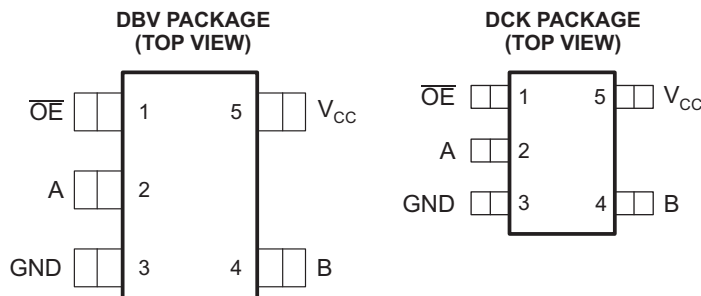 DBV PACKAGE
(TOP VIEW)
OE 1 5 VCC
A 2
GND 3 4 B
DCK PACKAGE
(TOP VIEW)
OE 1 5 VCC
A 2
GND 3 4 B